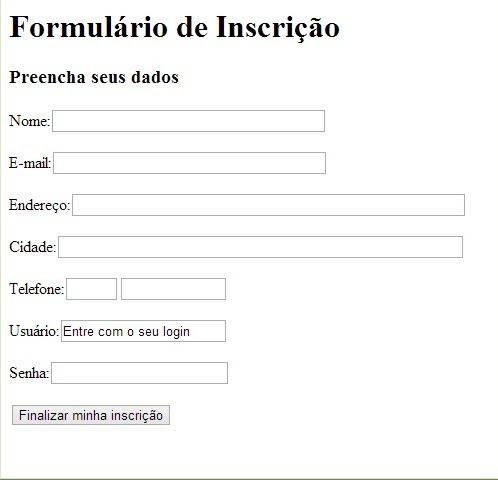 Formulário de Inscrição
Preencha seus dados
Nome:
E-mail:
Endereço:
Cidade:
Telefone:
Usuário: Entre com o seu login
Senha:
Finalizar minha inscrição